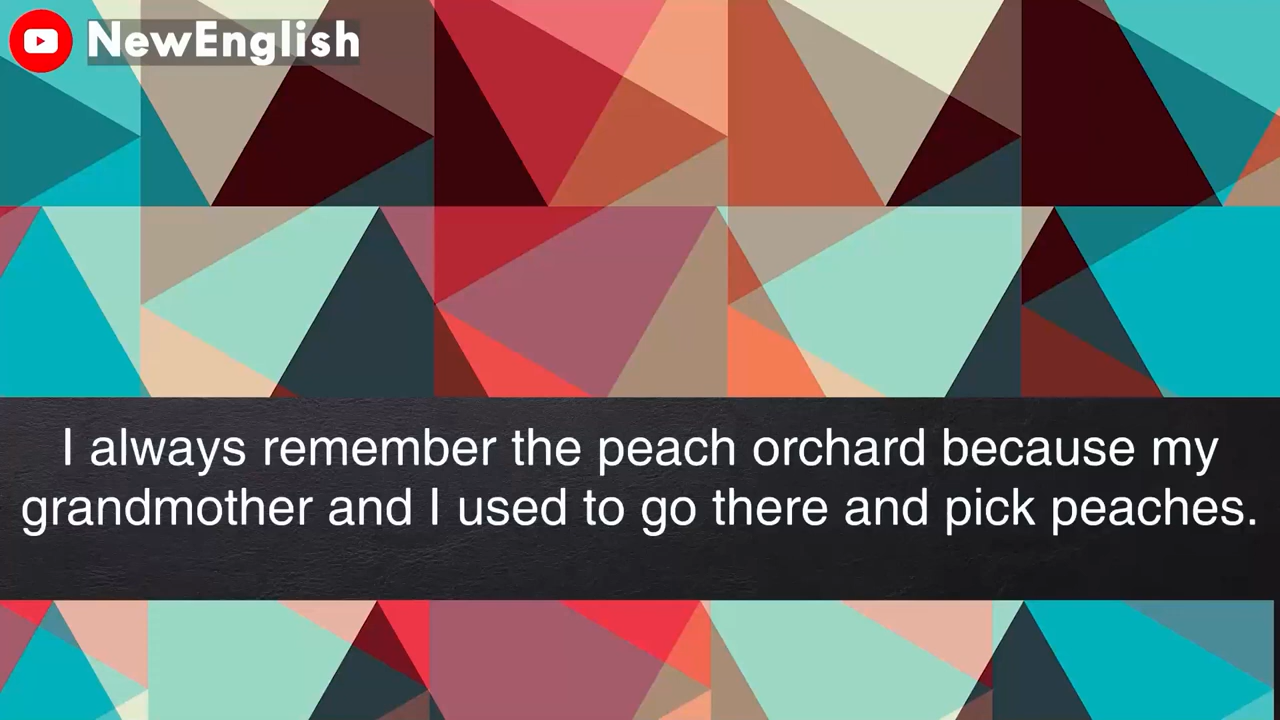 NewEnglish
I always remember the peach orchard because my
grandmother and I used to go there and pick peaches.